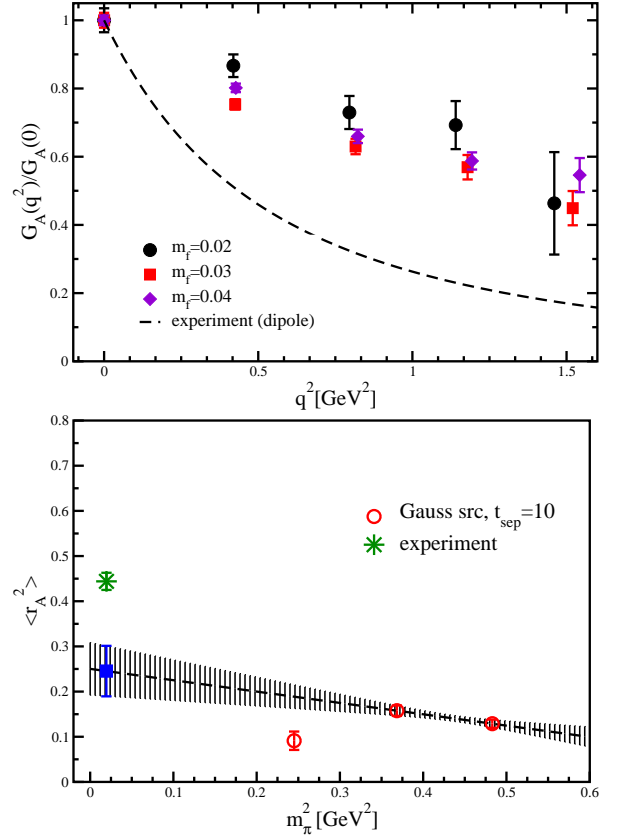 1
0.8
0.6
0.4
0.2
0
G_A(q^2)/G_A(0)
m_f=0.02
m_f=0.03
m_f=0.04
experiment (dipole)
0 0.5 1 1.5
q^2[GeV^2]
0.8
0.7
0.6
0.5
0.4
0.3
0.2
0.1
0
<r_A^2>
Gauss src, t_sep=10
experiment
0 0.1 0.2 0.3 0.4 0.5 0.6
m_π^2[GeV^2]